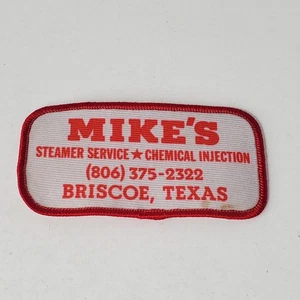 MIKE'S
STEAMER SERVICE ★ CHEMICAL INJECTION
(806) 375-2322
BRISCOE, TEXAS